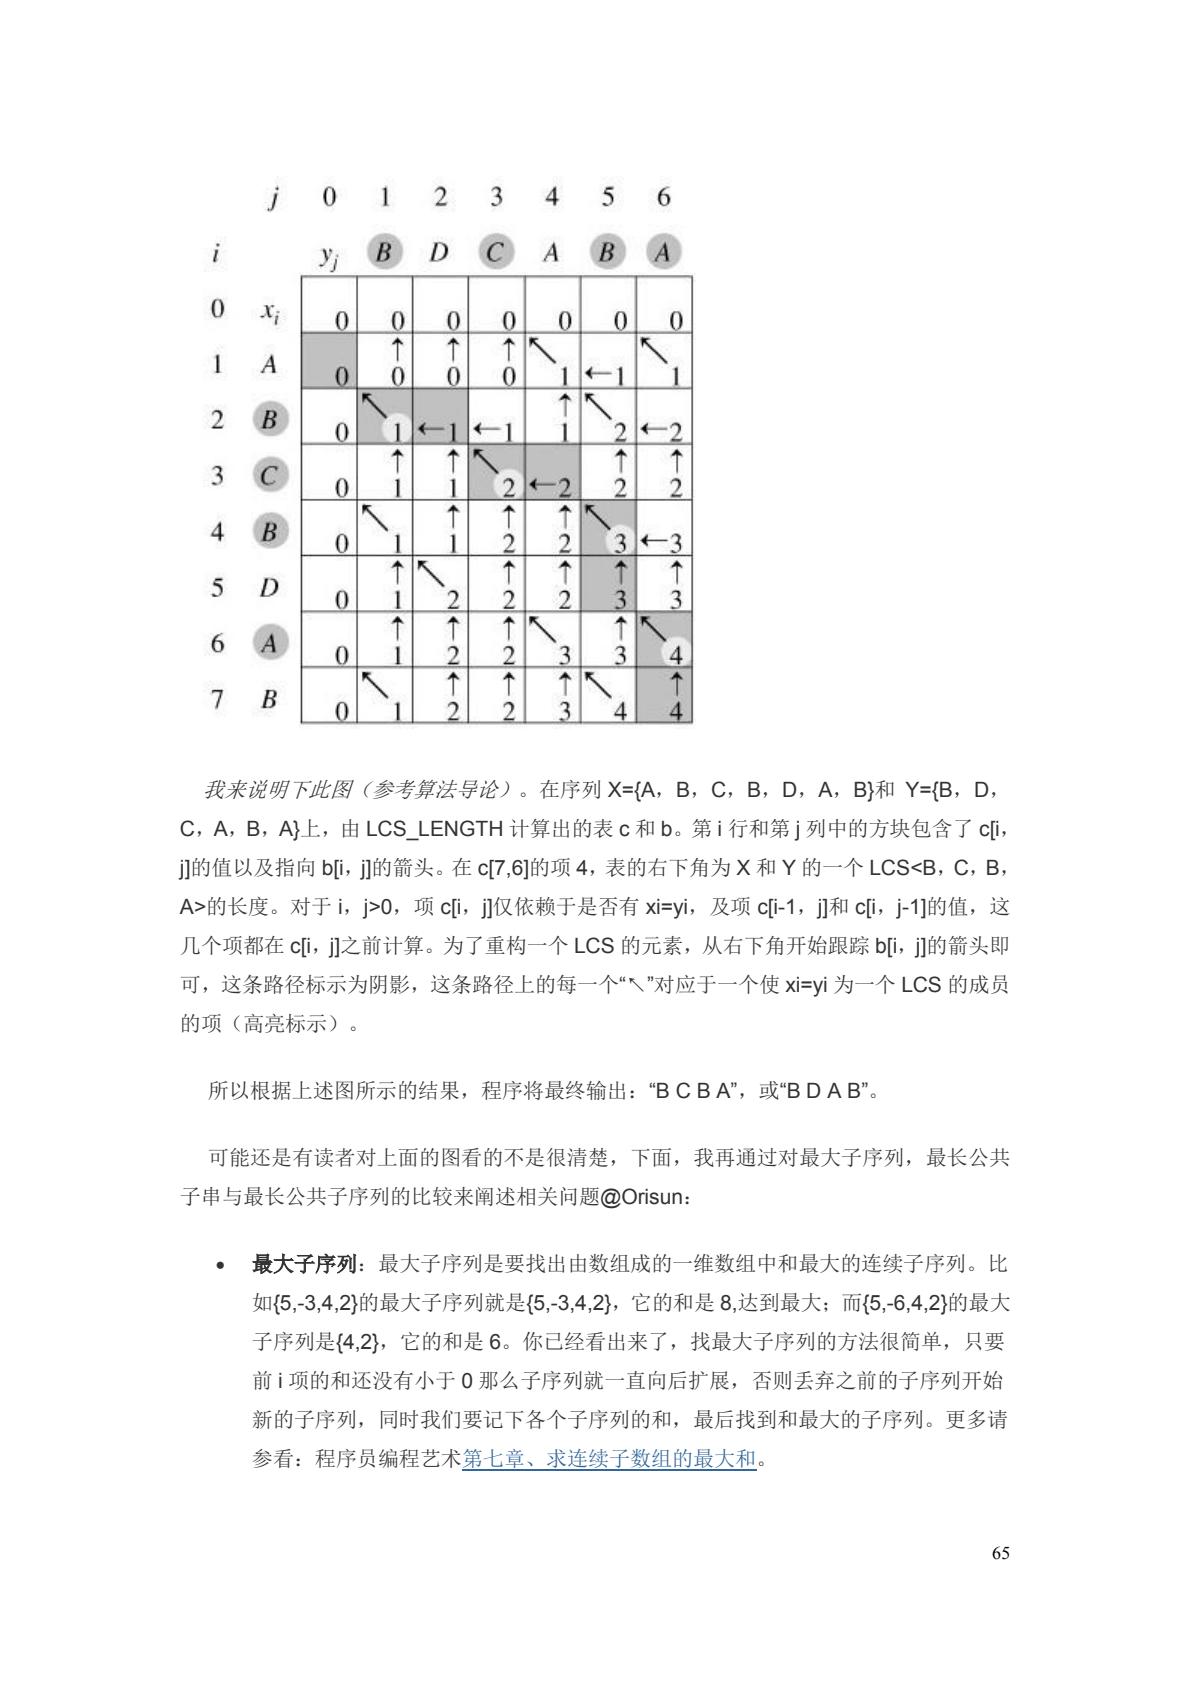 j 0 1 2 3 4 5 6
i yj B D C A B A
0 xi 0 0 0 0 0 0 0
1 A 0 ↑0 ↑0 ↑0 ↖1 ←1 ↖1
2 B 0 ↖1 ←1 ←1 ↑1 ↖2 ←2
3 C 0 ↑1 ↑1 ↖2 ←2 ↑2 ↑2
4 B 0 ↖1 ↑1 ↑2 ↑2 ↖3 ←3
5 D 0 ↑1 ↖2 ↑2 ↑2 ↑3 ↑3
6 A 0 ↑1 ↑2 ↑2 ↖3 ↑3 ↖4
7 B 0 ↖1 ↑2 ↑2 ↑3 ↖4 ↑4
我来说明下此图（参考算法导论）。在序列 X={A，B，C，B，D，A，B}和 Y={B，D，
C，A，B，A}上，由 LCS_LENGTH 计算出的表 c 和 b。第 i 行和第 j 列中的方块包含了 c[i，
j]的值以及指向 b[i，j]的箭头。在 c[7,6]的项 4，表的右下角为 X 和 Y 的一个 LCS<B，C，B，
A>的长度。对于 i，j>0，项 c[i，j]仅依赖于是否有 xi=yi，及项 c[i-1，j]和 c[i，j-1]的值，这
几个项都在 c[i，j]之前计算。为了重构一个 LCS 的元素，从右下角开始跟踪 b[i，j]的箭头即
可，这条路径标示为阴影，这条路径上的每一个“↖”对应于一个使 xi=yi 为一个 LCS 的成员
的项（高亮标示）。
所以根据上述图所示的结果，程序将最终输出：“B C B A”，或“B D A B”。
可能还是有读者对上面的图看的不是很清楚，下面，我再通过对最大子序列，最长公共
子串与最长公共子序列的比较来阐述相关问题@Orisun：
• 最大子序列：最大子序列是要找出由数组成的一维数组中和最大的连续子序列。比
如{5,-3,4,2}的最大子序列就是{5,-3,4,2}，它的和是 8,达到最大；而{5,-6,4,2}的最大
子序列是{4,2}，它的和是 6。你已经看出来了，找最大子序列的方法很简单，只要
前 i 项的和还没有小于 0 那么子序列就一直向后扩展，否则丢弃之前的子序列开始
新的子序列，同时我们要记下各个子序列的和，最后找到和最大的子序列。更多请
参看：程序员编程艺术第七章、求连续子数组的最大和。
65